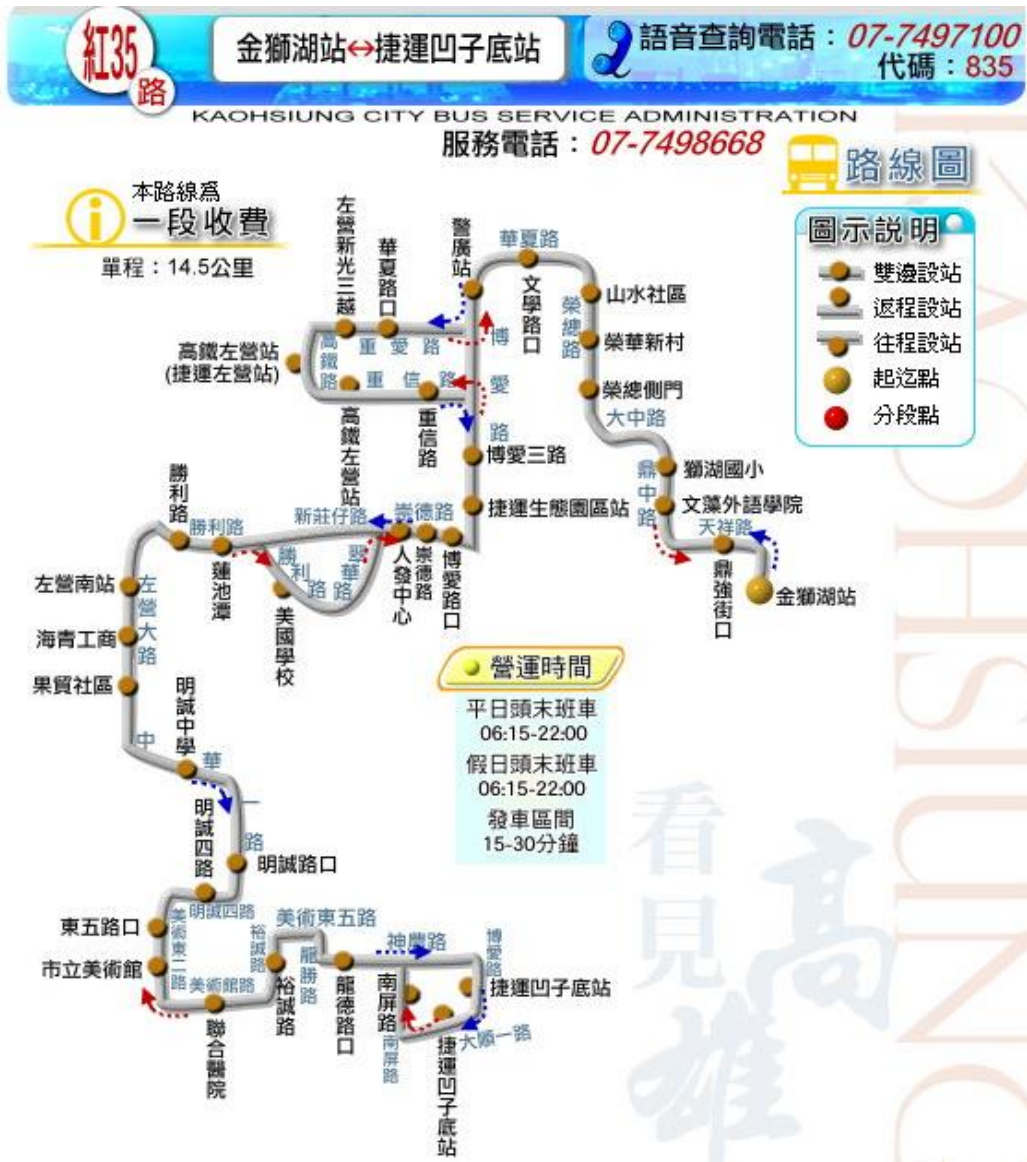 紅35
路
金獅湖站↔捷運凹子底站
語音查詢電話：07-7497100
代碼：835
KAOHSIUNG CITY BUS SERVICE ADMINISTRATION
服務電話：07-7498668
路線圖
本路線爲
一段收費
單程：14.5公里
圖示說明
雙邊設站
返程設站
往程設站
起迄點
分段點
左營新光三越
華夏路口
警廣站
華夏路
文學路口
山水社區
榮總路
榮華新村
榮總側門
大中路
獅湖國小
鼎中路
文藻外語學院
天祥路
鼎強街口
金獅湖站
高鐵左營站
(捷運左營站)
高鐵路
重愛路
重信路
高鐵左營站
重信路
博愛路
博愛三路
捷運生態園區站
勝利路
勝利路
蓮池潭
新莊仔路
崇德路
勝利路
翠華路
美國學校
人發中心
崇德路
博愛路口
左營南站
左營大路
海青工商
果貿社區
明誠中學
中華一路
明誠四路
明誠路口
明誠四路
東五路口
美術東二路
市立美術館
美術館路
聯合醫院
裕誠路
裕誠路
美術東五路
龍勝路
龍德路口
神農路
博愛路
南屏路
南屏路
捷運凹子底站
大順一路
捷運凹子底站
營運時間
平日頭末班車
06:15-22:00
假日頭末班車
06:15-22:00
發車區間
15-30分鐘
看見
高雄
KAOHSIUNG